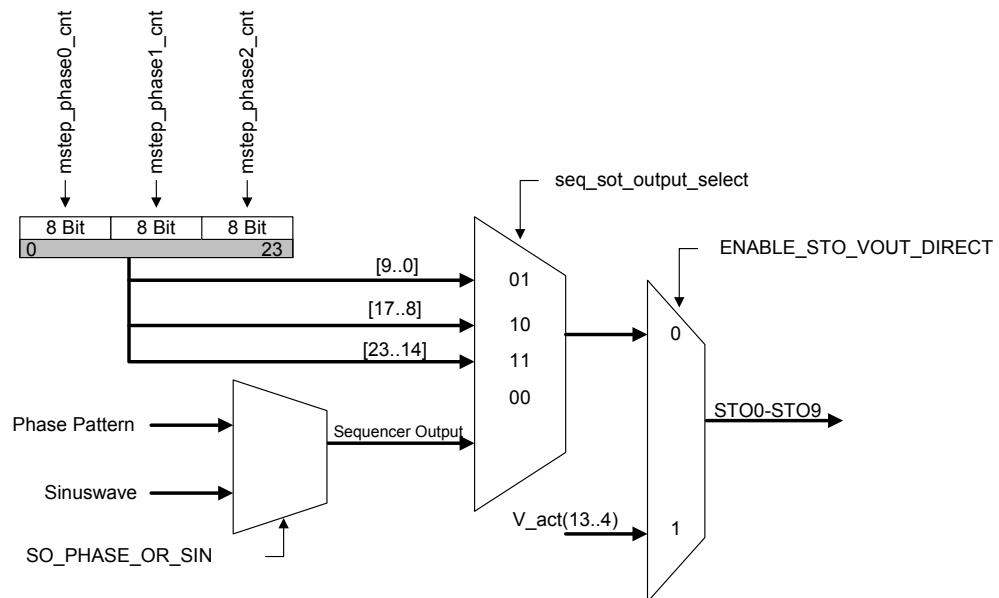 mstep_phase0_cnt
mstep_phase1_cnt
mstep_phase2_cnt
8 Bit
8 Bit
8 Bit
0
23
seq_sot_output_select
ENABLE_STO_VOUT_DIRECT
[9..0]
01
[17..8]
10
0
[23..14]
11
00
STO0-STO9
Phase Pattern
Sequencer Output
Sinuswave
V_act(13..4)
1
SO_PHASE_OR_SIN